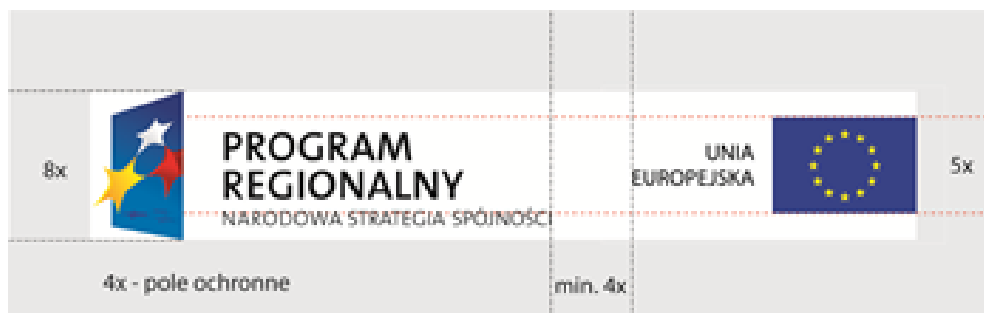 8x
PROGRAM
REGIONALNY
NARODOWA STRATEGIA SPÓJNOŚCI
UNIA
EUROPEJSKA
5x
4x - pole ochronne
min. 4x